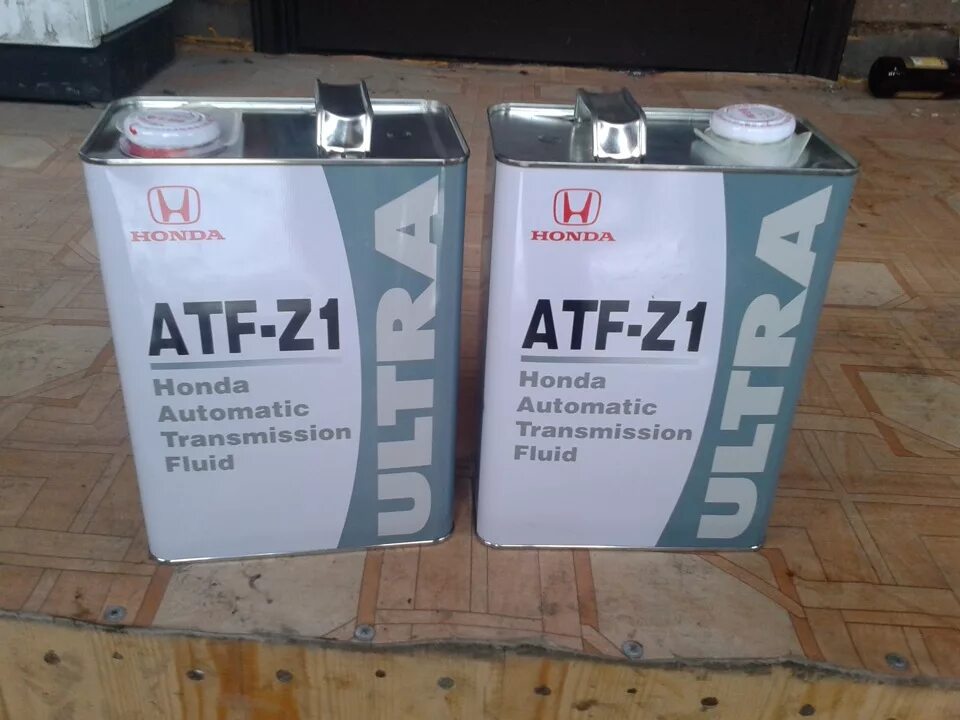 HONDA
ATF-Z1
Honda
Automatic
Transmission
Fluid
ULTRA
HONDA
ATF-Z1
Honda
Automatic
Transmission
Fluid
ULTRA